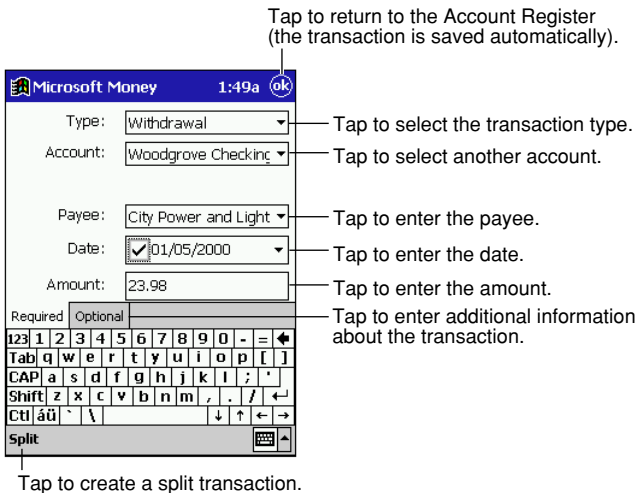 Tap to return to the Account Register
(the transaction is saved automatically).
Microsoft Money 1:49a ok
Type: Withdrawal
Tap to select the transaction type.
Account: Woodgrove Checking
Tap to select another account.
Payee: City Power and Light
Tap to enter the payee.
Date: 01/05/2000
Tap to enter the date.
Amount: 23.98
Tap to enter the amount.
Required Optional
Tap to enter additional information
about the transaction.
123 1 2 3 4 5 6 7 8 9 0 - = ←
Tab q w e r t y u i o p [ ]
CAP a s d f g h j k l ; '
Shift z x c v b n m , . / ↵
Ctl áü ` \ ↓ ↑ ← →
Split
Tap to create a split transaction.